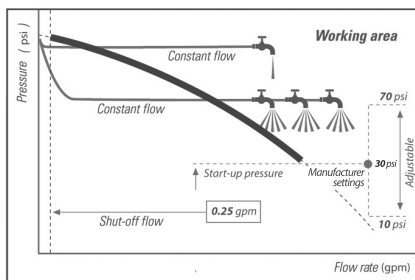 Pressure ( psi)
Working area
Constant flow
Constant flow
70 psi
Start-up pressure
Manufacturer
settings
30 psi
Adjustable
0.25 gpm
Shut-off flow
10 psi
Flow rate (gpm)